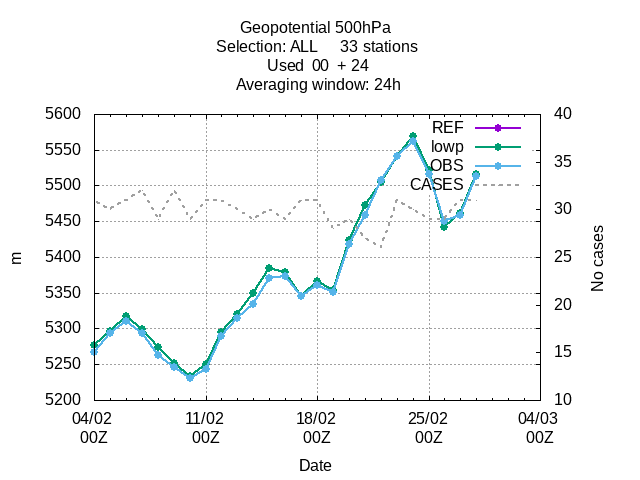 Geopotential 500hPa
Selection: ALL 33 stations
Used 00 + 24
Averaging window: 24h
5600
5550
5500
5450
5400
5350
5300
5250
5200
m
40
35
30
25
20
15
10
No cases
REF
lowp
OBS
CASES
04/02 11/02 18/02 25/02 04/03
00Z 00Z 00Z 00Z 00Z
Date